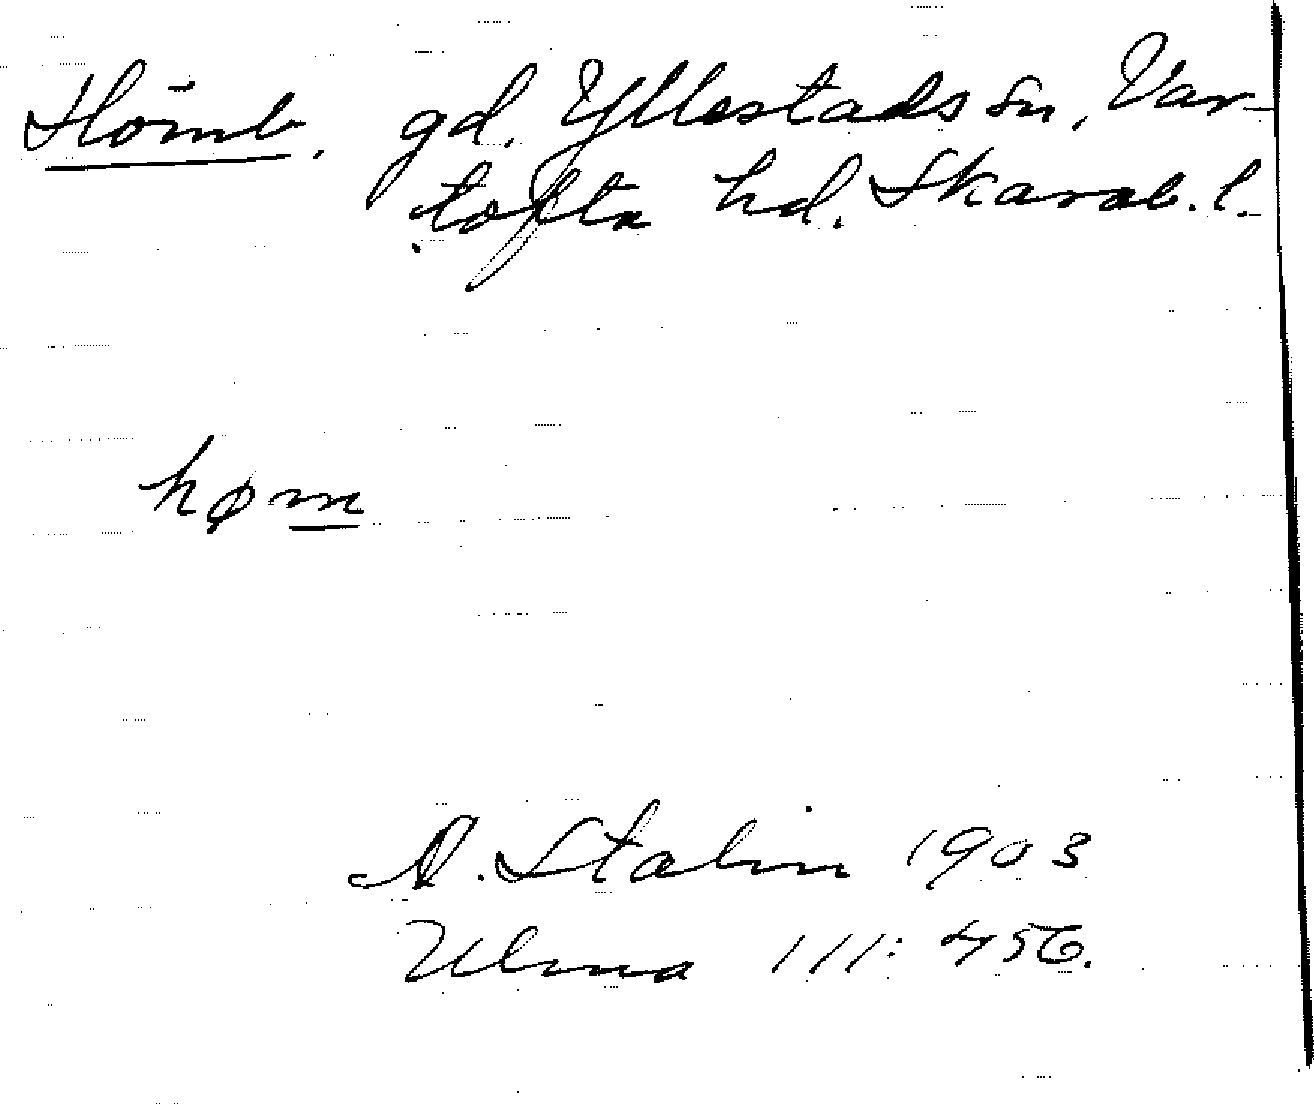 Hömb. gd. Yllestads sn, Var-
tofta hd. Skarab. l.
høm
A. Stalin 1903
Ulma 111: 456.